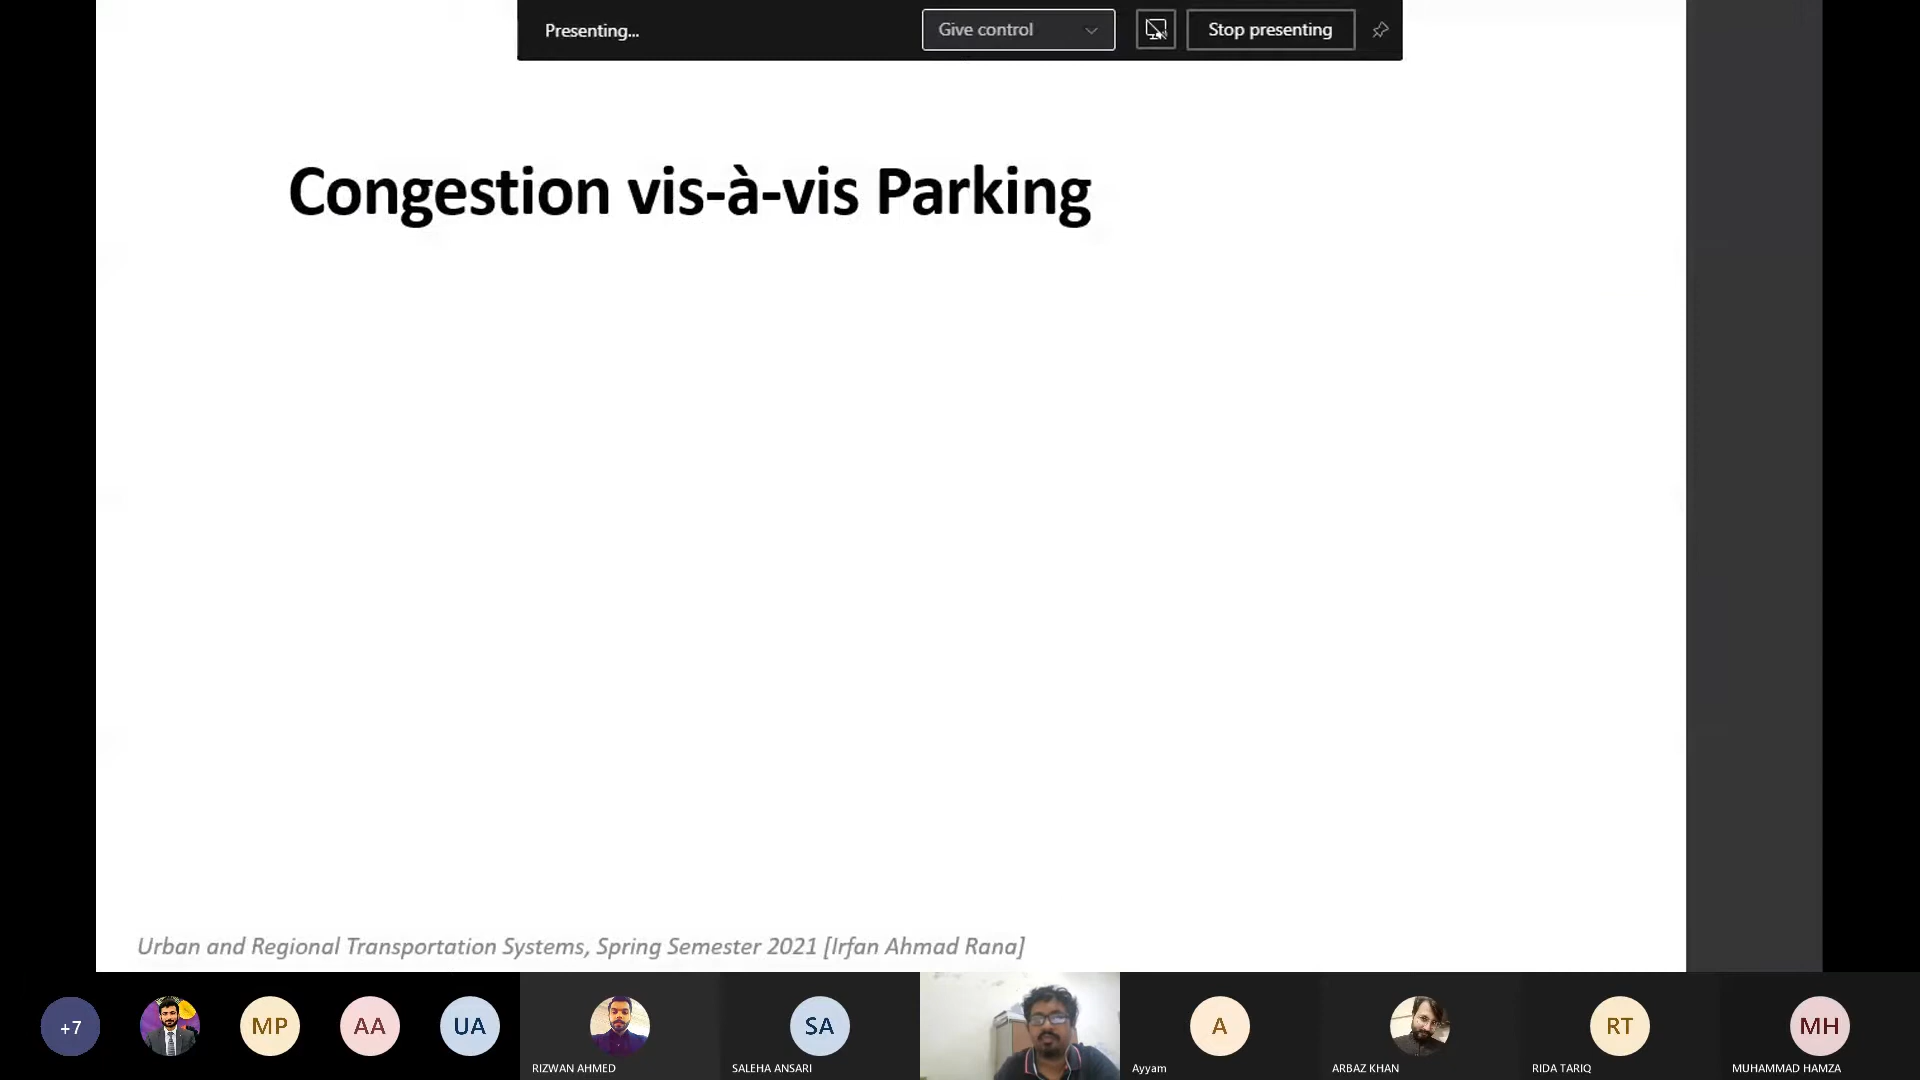 Presenting...
Give control
Stop presenting
Congestion vis-à-vis Parking
Urban and Regional Transportation Systems, Spring Semester 2021 [Irfan Ahmad Rana]
+7
MP
AA
UA
SA
A
RT
MH
RIZWAN AHMED
SALEHA ANSARI
Ayyam
ARBAZ KHAN
RIDA TARIQ
MUHAMMAD HAMZA